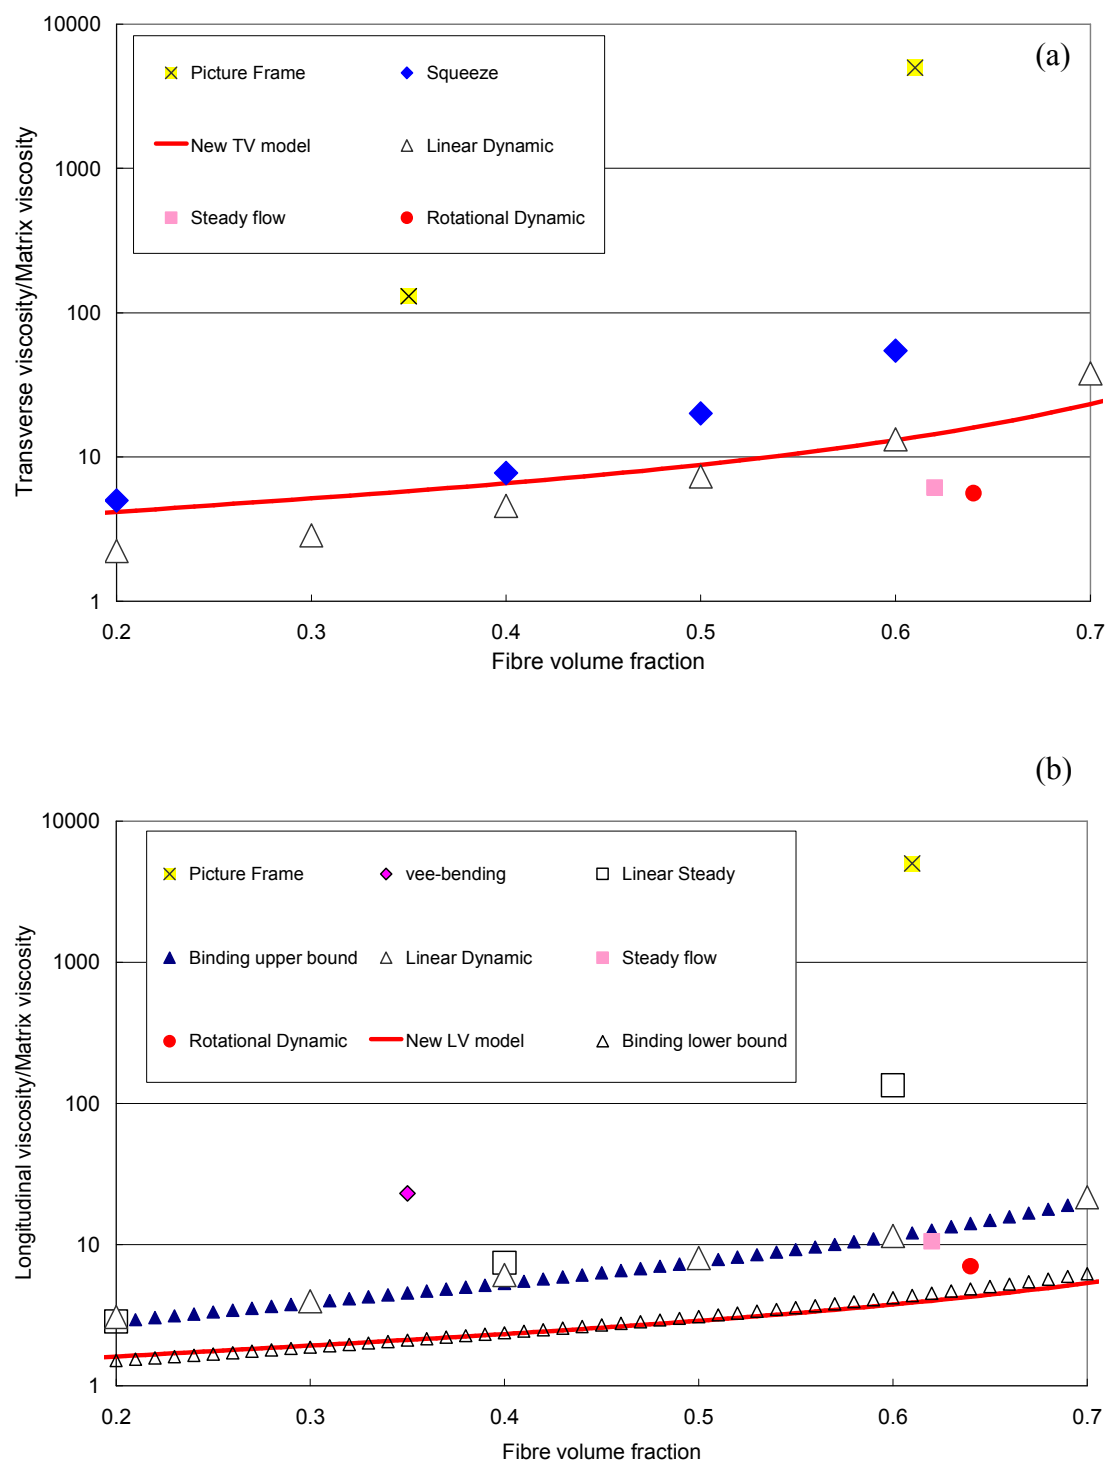 10000
(a)
Picture Frame
Squeeze
New TV model
Linear Dynamic
Steady flow
Rotational Dynamic
1000
100
10
1
Transverse viscosity/Matrix viscosity
0.2 0.3 0.4 0.5 0.6 0.7
Fibre volume fraction
(b)
10000
Picture Frame
vee-bending
Linear Steady
Binding upper bound
Linear Dynamic
Steady flow
Rotational Dynamic
New LV model
Binding lower bound
1000
100
10
1
Longitudinal viscosity/Matrix viscosity
0.2 0.3 0.4 0.5 0.6 0.7
Fibre volume fraction